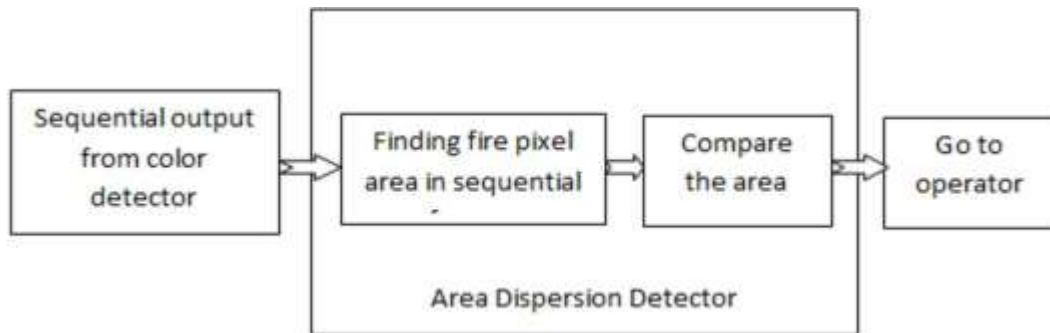 Sequential output
from color
detector
Finding fire pixel
area in sequential
Compare
the area
Go to
operator
Area Dispersion Detector